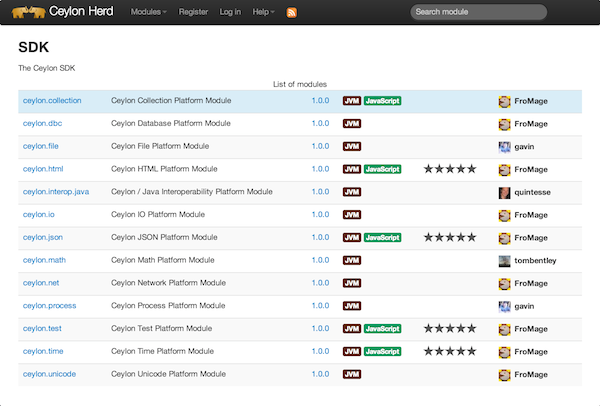 Ceylon Herd Modules Register Log in Help Search module
SDK
The Ceylon SDK
List of modules
ceylon.collection Ceylon Collection Platform Module 1.0.0 JVM JavaScript FroMage
ceylon.dbc Ceylon Database Platform Module 1.0.0 JVM FroMage
ceylon.file Ceylon File Platform Module 1.0.0 JVM gavin
ceylon.html Ceylon HTML Platform Module 1.0.0 JVM JavaScript FroMage
ceylon.interop.java Ceylon / Java Interoperability Platform Module 1.0.0 JVM quintesse
ceylon.io Ceylon IO Platform Module 1.0.0 JVM FroMage
ceylon.json Ceylon JSON Platform Module 1.0.0 JVM JavaScript FroMage
ceylon.math Ceylon Math Platform Module 1.0.0 JVM tombentley
ceylon.net Ceylon Network Platform Module 1.0.0 JVM FroMage
ceylon.process Ceylon Process Platform Module 1.0.0 JVM gavin
ceylon.test Ceylon Test Platform Module 1.0.0 JVM JavaScript FroMage
ceylon.time Ceylon Time Platform Module 1.0.0 JVM JavaScript FroMage
ceylon.unicode Ceylon Unicode Platform Module 1.0.0 JVM FroMage